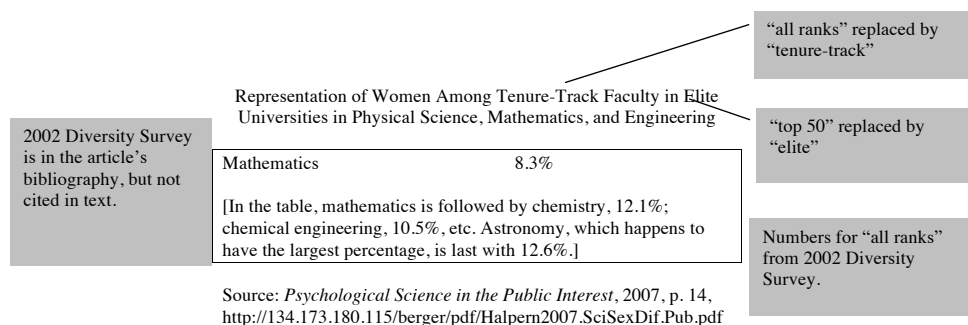 “all ranks” replaced by
“tenure-track”
Representation of Women Among Tenure-Track Faculty in Elite
Universities in Physical Science, Mathematics, and Engineering
“top 50” replaced by
“elite”
2002 Diversity Survey
is in the article’s
bibliography, but not
cited in text.
Mathematics 8.3%
[In the table, mathematics is followed by chemistry, 12.1%;
chemical engineering, 10.5%, etc. Astronomy, which happens to
have the largest percentage, is last with 12.6%.]
Numbers for “all ranks”
from 2002 Diversity
Survey.
Source: Psychological Science in the Public Interest, 2007, p. 14,
http://134.173.180.115/berger/pdf/Halpern2007.SciSexDif.Pub.pdf